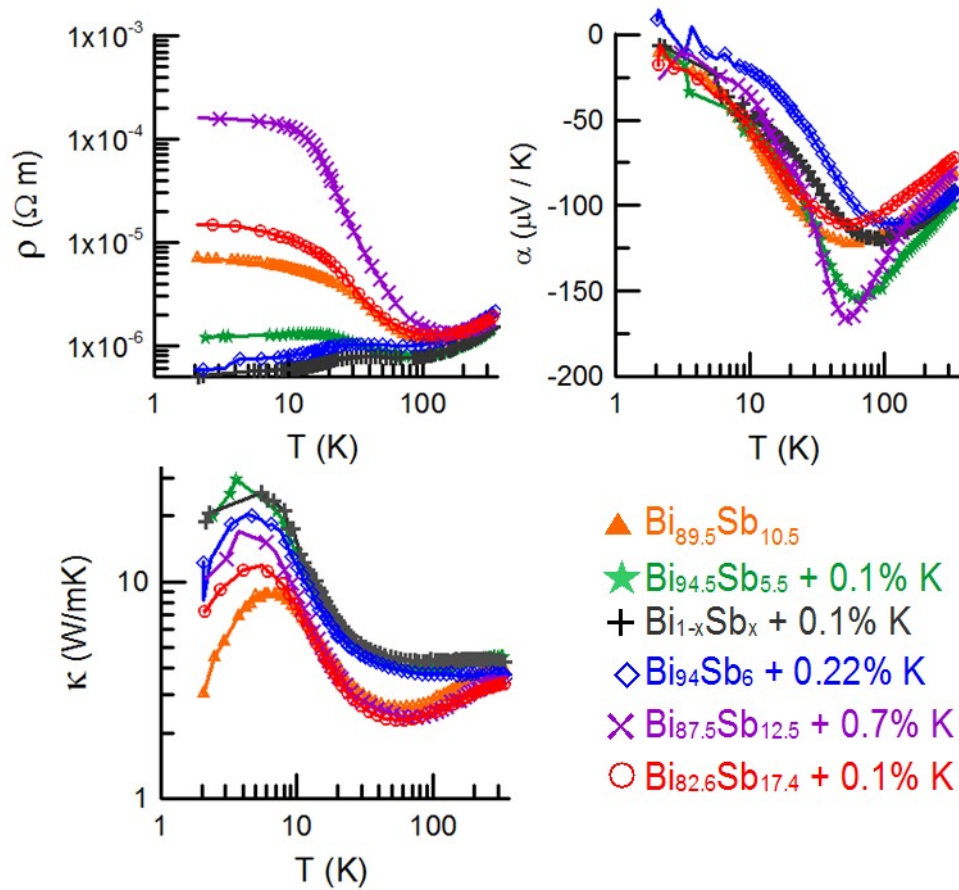 1x10⁻³
1x10⁻⁴
1x10⁻⁵
1x10⁻⁶
ρ (Ω m)
1 10 100
T (K)
0
-50
-100
-150
-200
α (µV / K)
1 10 100
T (K)
10
1
κ (W/mK)
1 10 100
T (K)
Bi₈₉.₅Sb₁₀.₅
Bi₉₄.₅Sb₅.₅ + 0.1% K
Bi₁₋ₓSbₓ + 0.1% K
Bi₉₄Sb₆ + 0.22% K
Bi₈₇.₅Sb₁₂.₅ + 0.7% K
Bi₈₂.₆Sb₁₇.₄ + 0.1% K